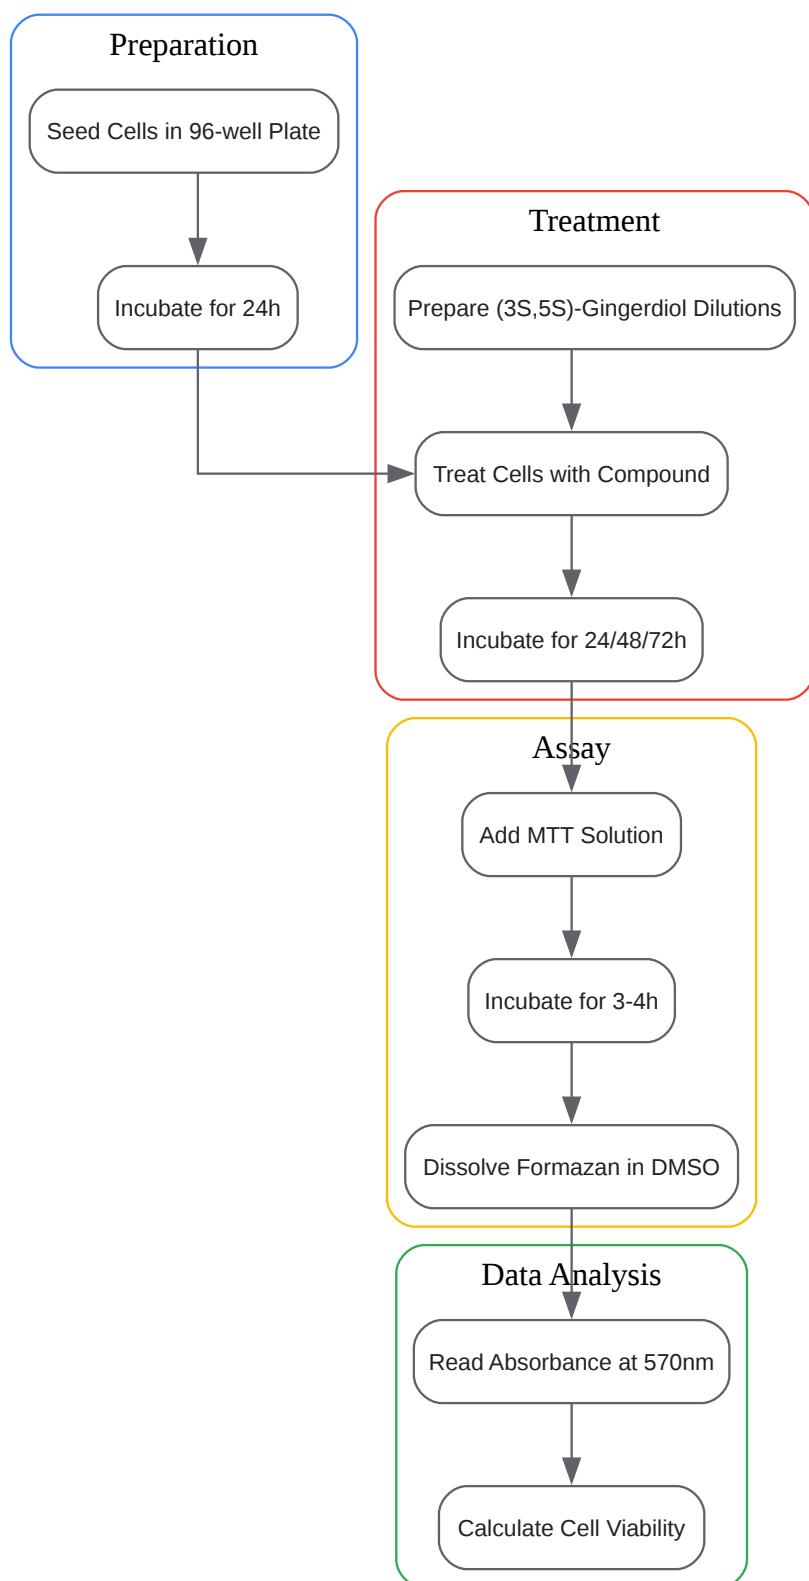 Preparation
Seed Cells in 96-well Plate
Incubate for 24h
Treatment
Prepare (3S,5S)-Gingerdiol Dilutions
Treat Cells with Compound
Incubate for 24/48/72h
Assay
Add MTT Solution
Incubate for 3-4h
Dissolve Formazan in DMSO
Data Analysis
Read Absorbance at 570nm
Calculate Cell Viability